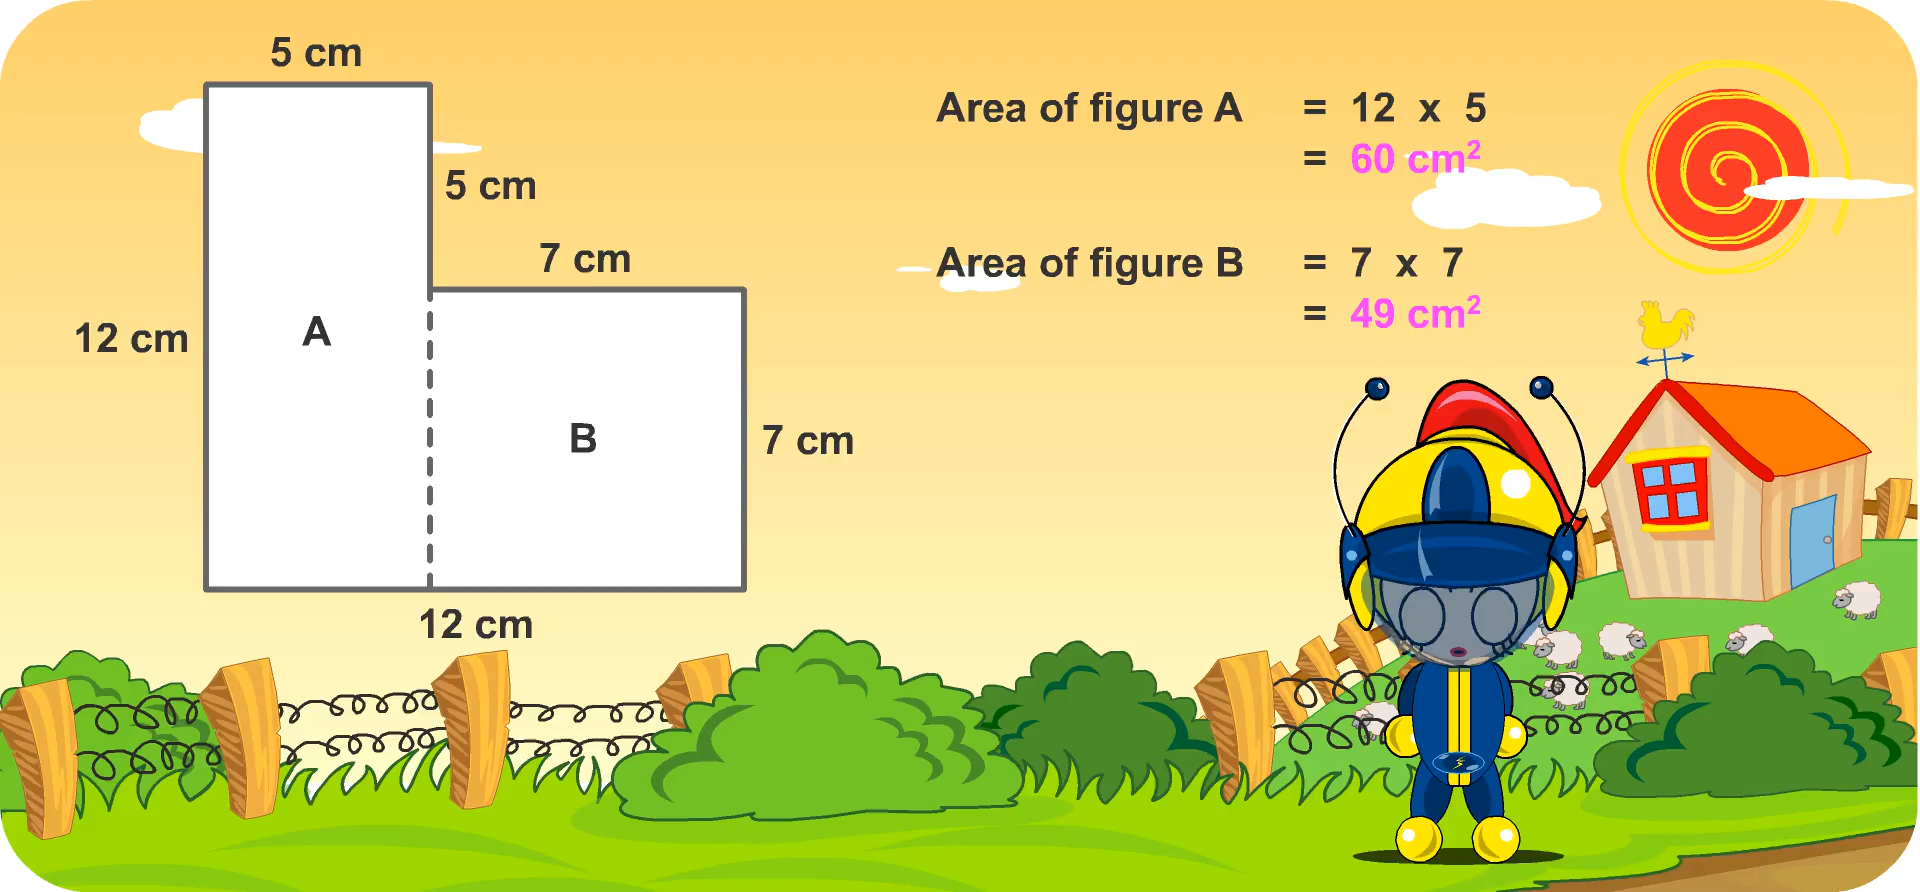 5 cm
5 cm
7 cm
12 cm
A
B
7 cm
12 cm
Area of figure A = 12 x 5
= 60 cm²
Area of figure B = 7 x 7
= 49 cm²